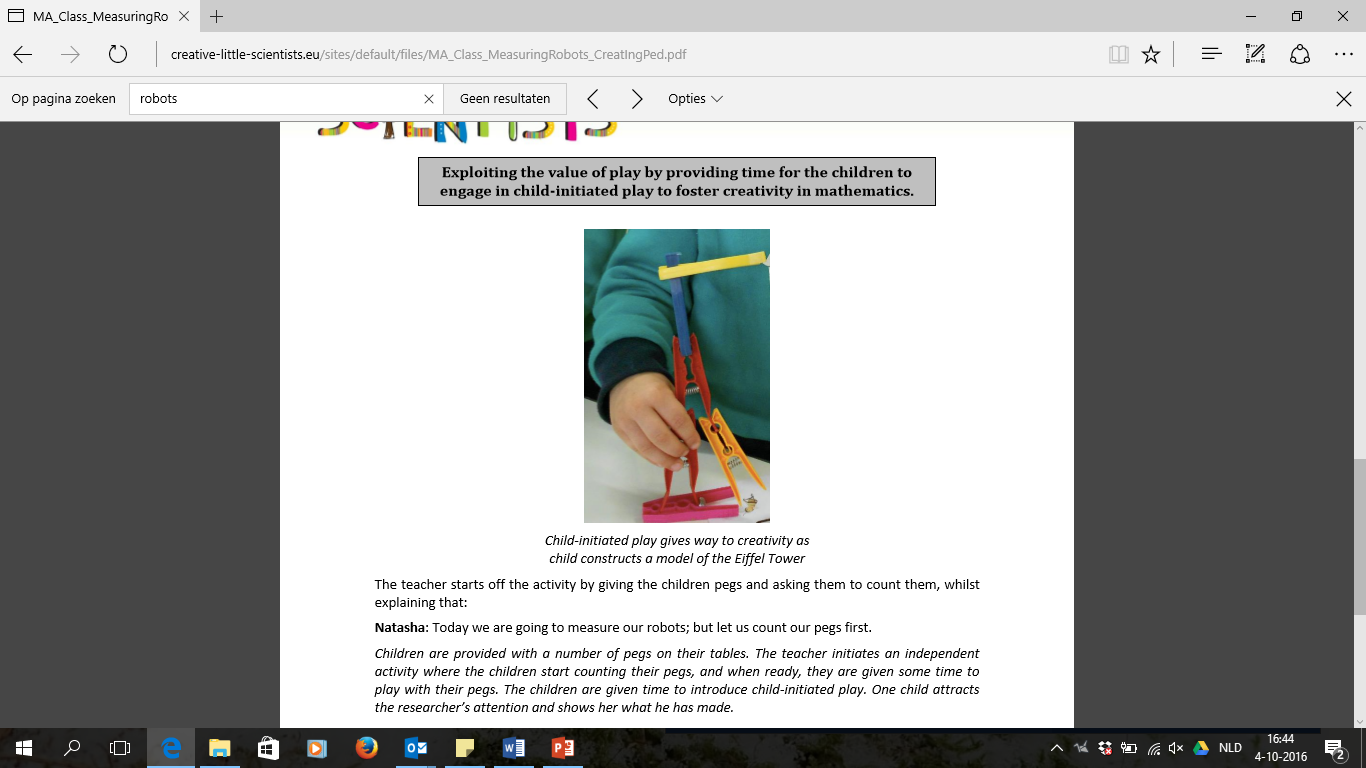 MA_Class_MeasuringRo
creative-little-scientists.eu/sites/default/files/MA_Class_MeasuringRobots_CreatIngPed.pdf
Op pagina zoeken
robots
Geen resultaten
Opties
SCIENTISTS
Exploiting the value of play by providing time for the children to
engage in child-initiated play to foster creativity in mathematics.
Child-initiated play gives way to creativity as
child constructs a model of the Eiffel Tower
The teacher starts off the activity by giving the children pegs and asking them to count them, whilst
explaining that:
Natasha: Today we are going to measure our robots; but let us count our pegs first.
Children are provided with a number of pegs on their tables. The teacher initiates an independent
activity where the children start counting their pegs, and when ready, they are given some time to
play with their pegs. The children are given time to introduce child-initiated play. One child attracts
the researcher's attention and shows her what he has made.
NLD
16:44
4-10-2016
2